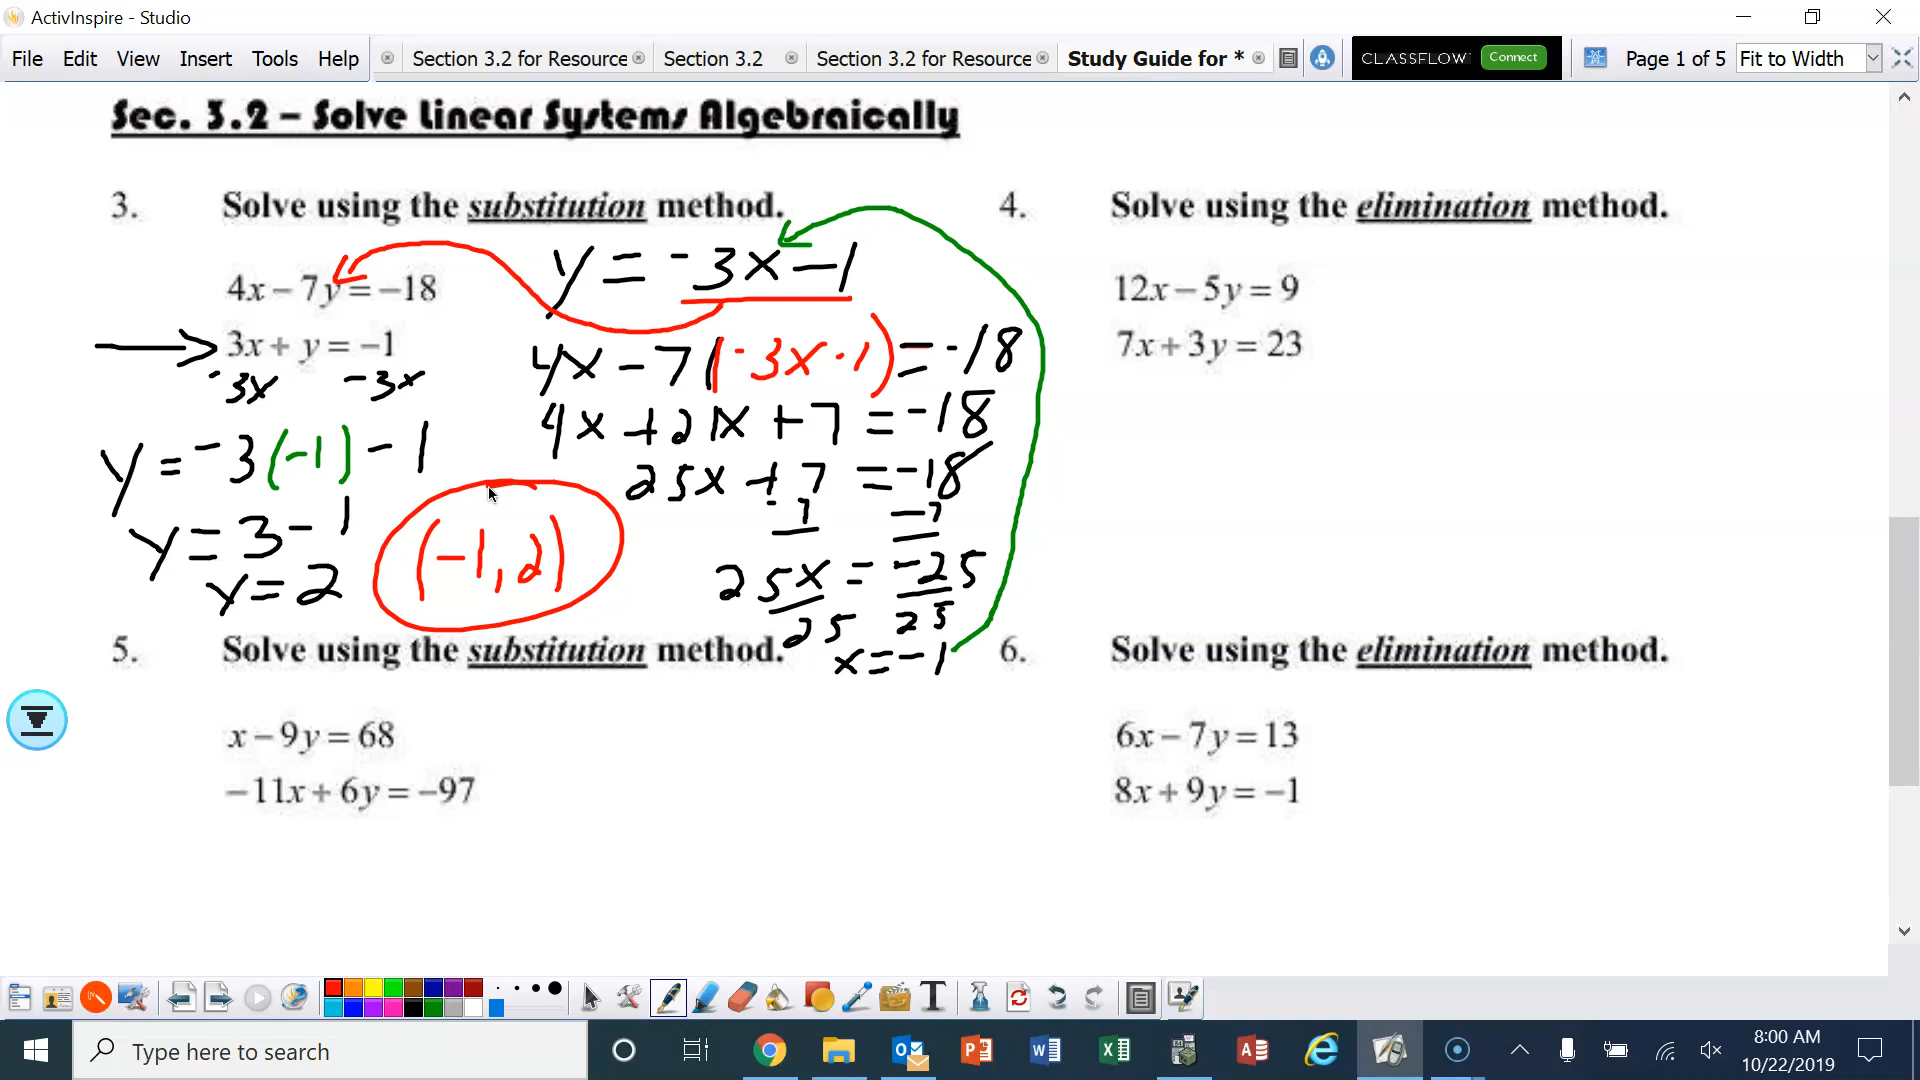 ActivInspire - Studio
File Edit View Insert Tools Help
Section 3.2 for Resource Section 3.2 Section 3.2 for Resource Study Guide for *
CLASSFLOW Connect
Page 1 of 5 Fit to Width
Sec. 3.2 – Solve Linear Systems Algebraically
3. Solve using the substitution method.
4x – 7y = –18
3x + y = –1
-3x -3x
y = -3(-1) - 1
y = 3 - 1
y = 2
y = -3x - 1
4x - 7(-3x - 1) = -18
4x + 21x + 7 = -18
25x + 7 = -18
-7 -7
25x = -25
25 25
x = -1
(-1, 2)
4. Solve using the elimination method.
12x – 5y = 9
7x + 3y = 23
5. Solve using the substitution method.
x – 9y = 68
–11x + 6y = –97
6. Solve using the elimination method.
6x – 7y = 13
8x + 9y = –1
Type here to search
8:00 AM
10/22/2019